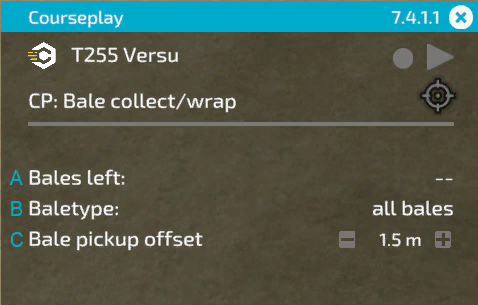 Courseplay 7.4.1.1
T255 Versu
CP: Bale collect/wrap
A Bales left: --
B Baletype: all bales
C Bale pickup offset 1.5 m